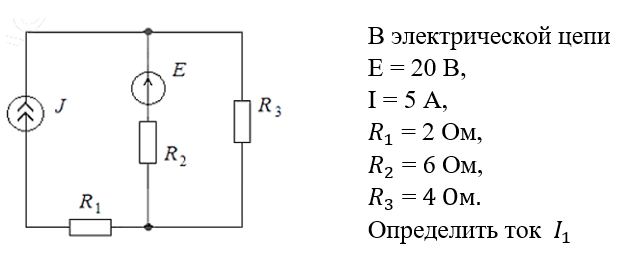 J
E
R₂
R₃
R₁
В электрической цепи
E = 20 В,
I = 5 А,
R₁ = 2 Ом,
R₂ = 6 Ом,
R₃ = 4 Ом.
Определить ток I₁